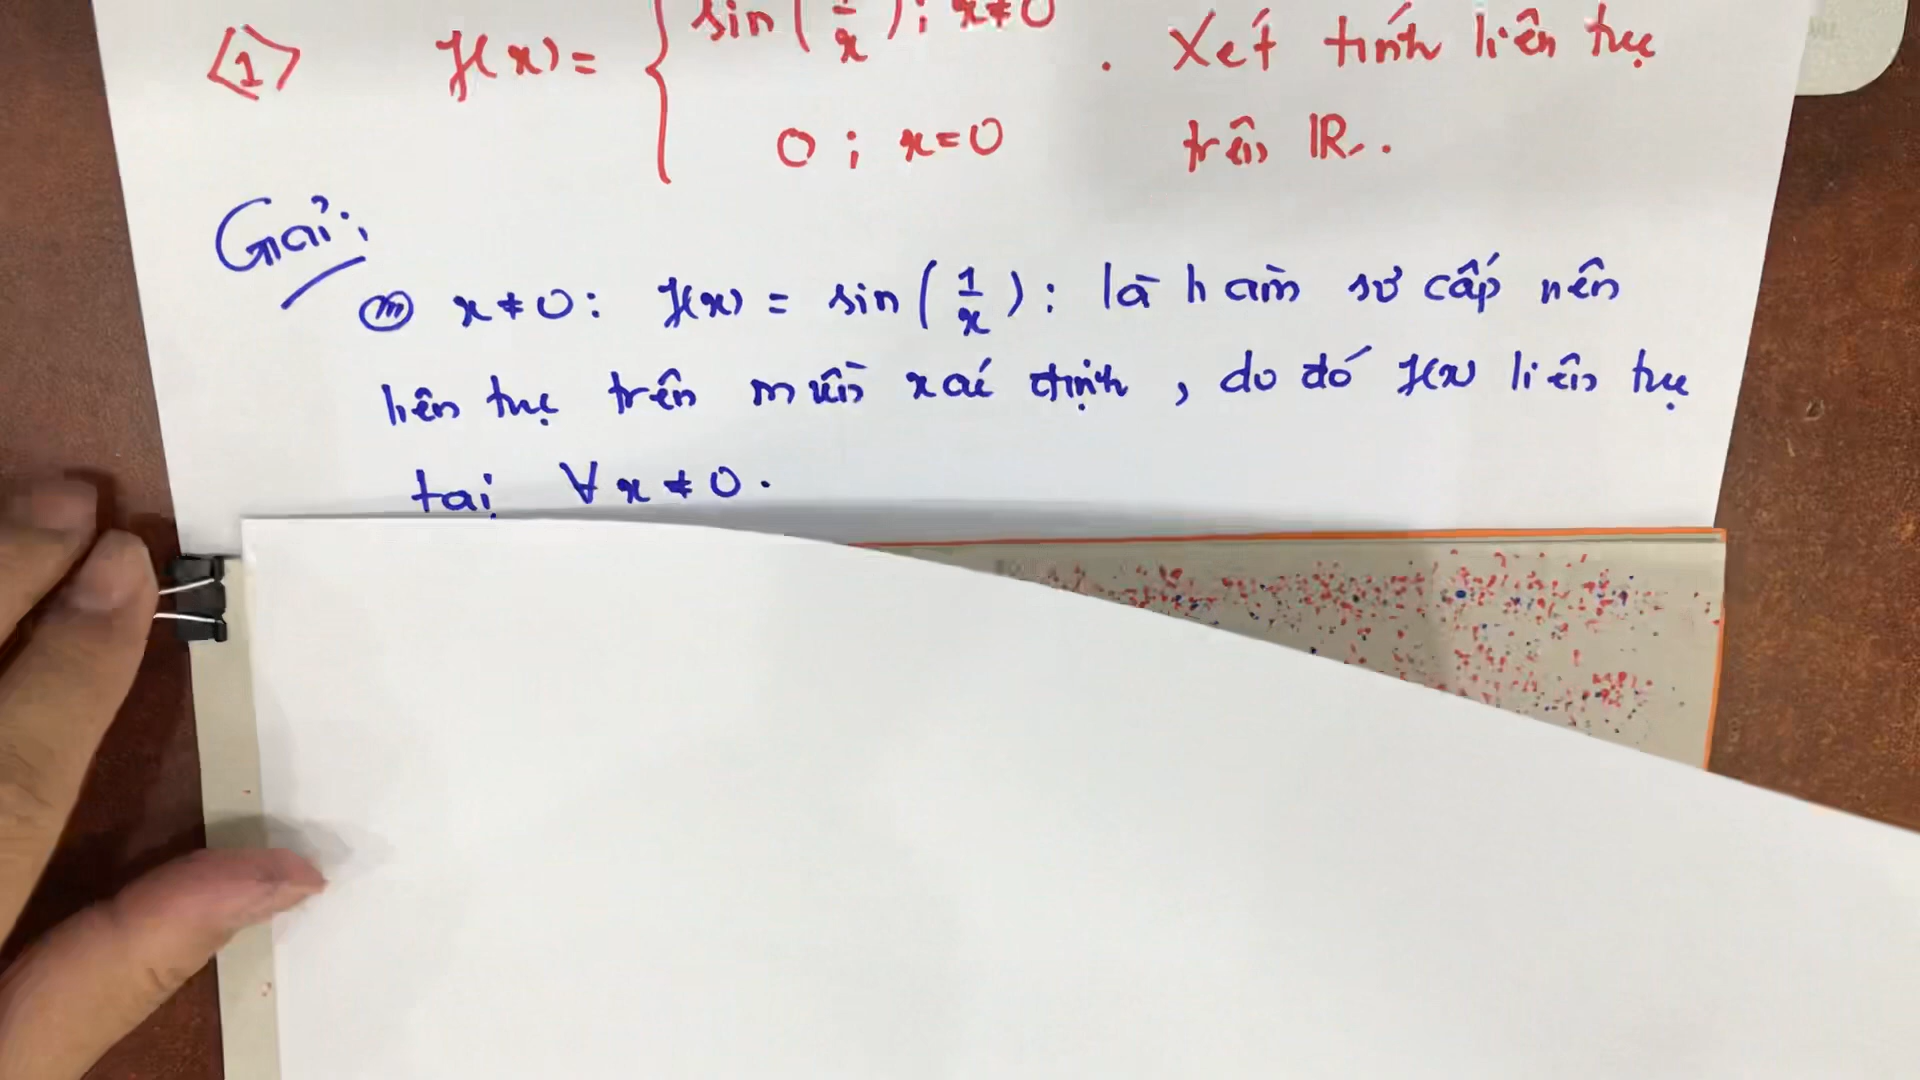 <1> f(x) = { sin(1/x); x≠0 . Xét tính liên tục
0; x=0 trên IR.
Giải:
(m) x≠0: f(x) = sin(1/x): là hàm sơ cấp nên
liên tục trên miền xác định, do đó f(x) liên tục
tại ∀x≠0.